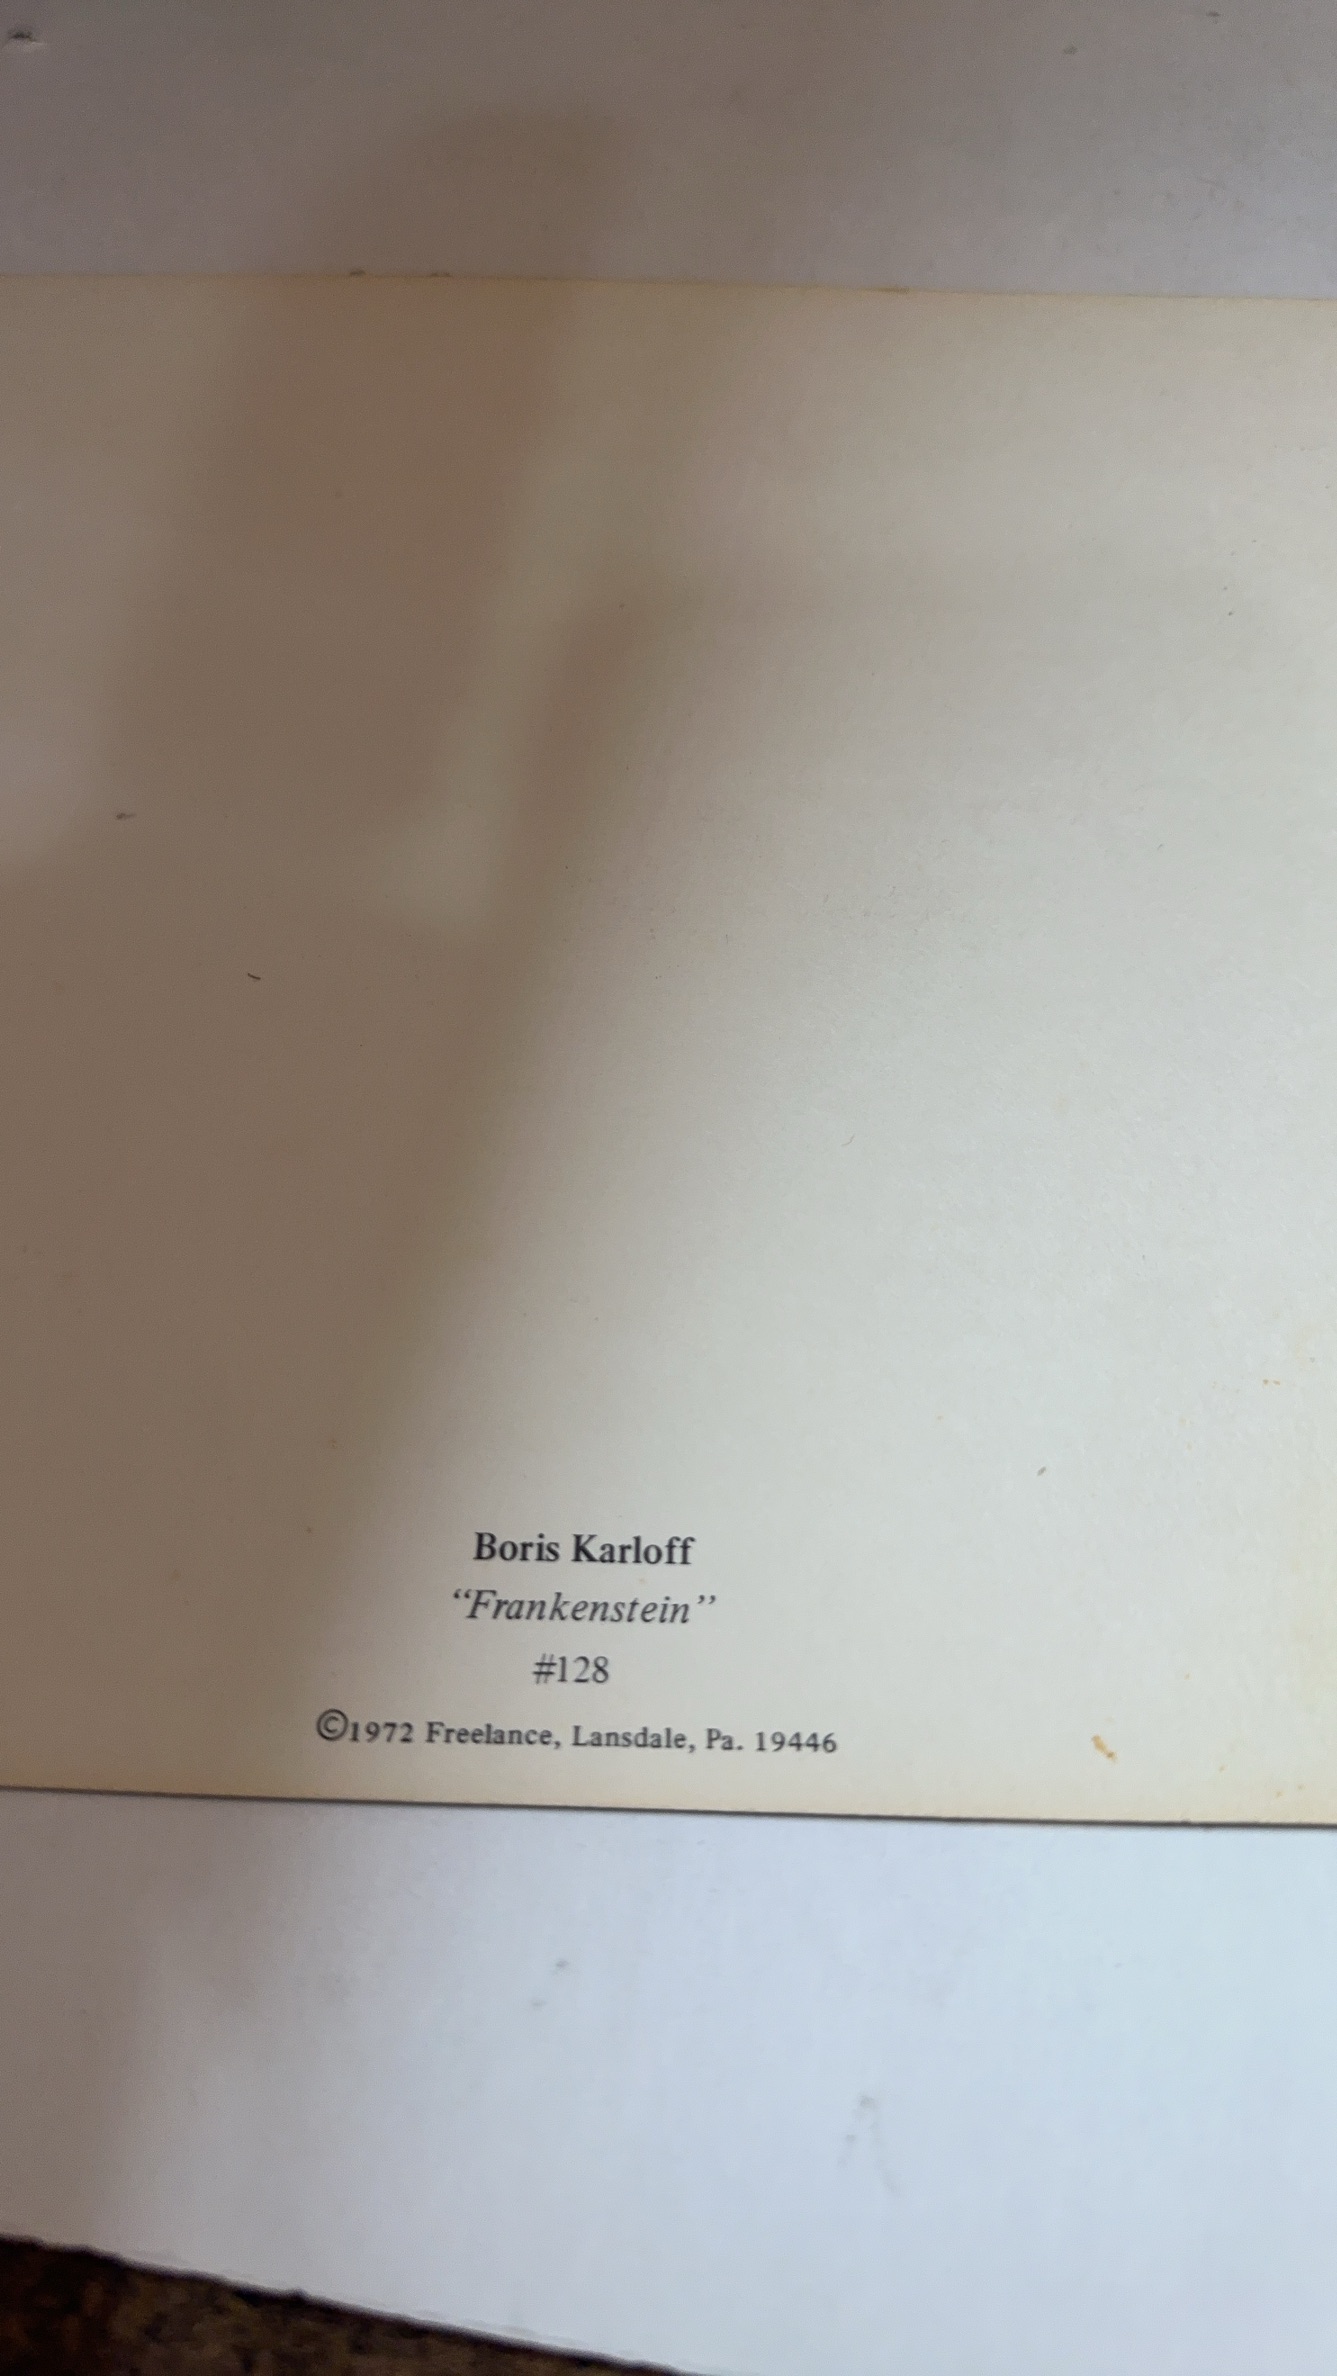 Boris Karloff
“Frankenstein”
#128
©1972 Freelance, Lansdale, Pa. 19446